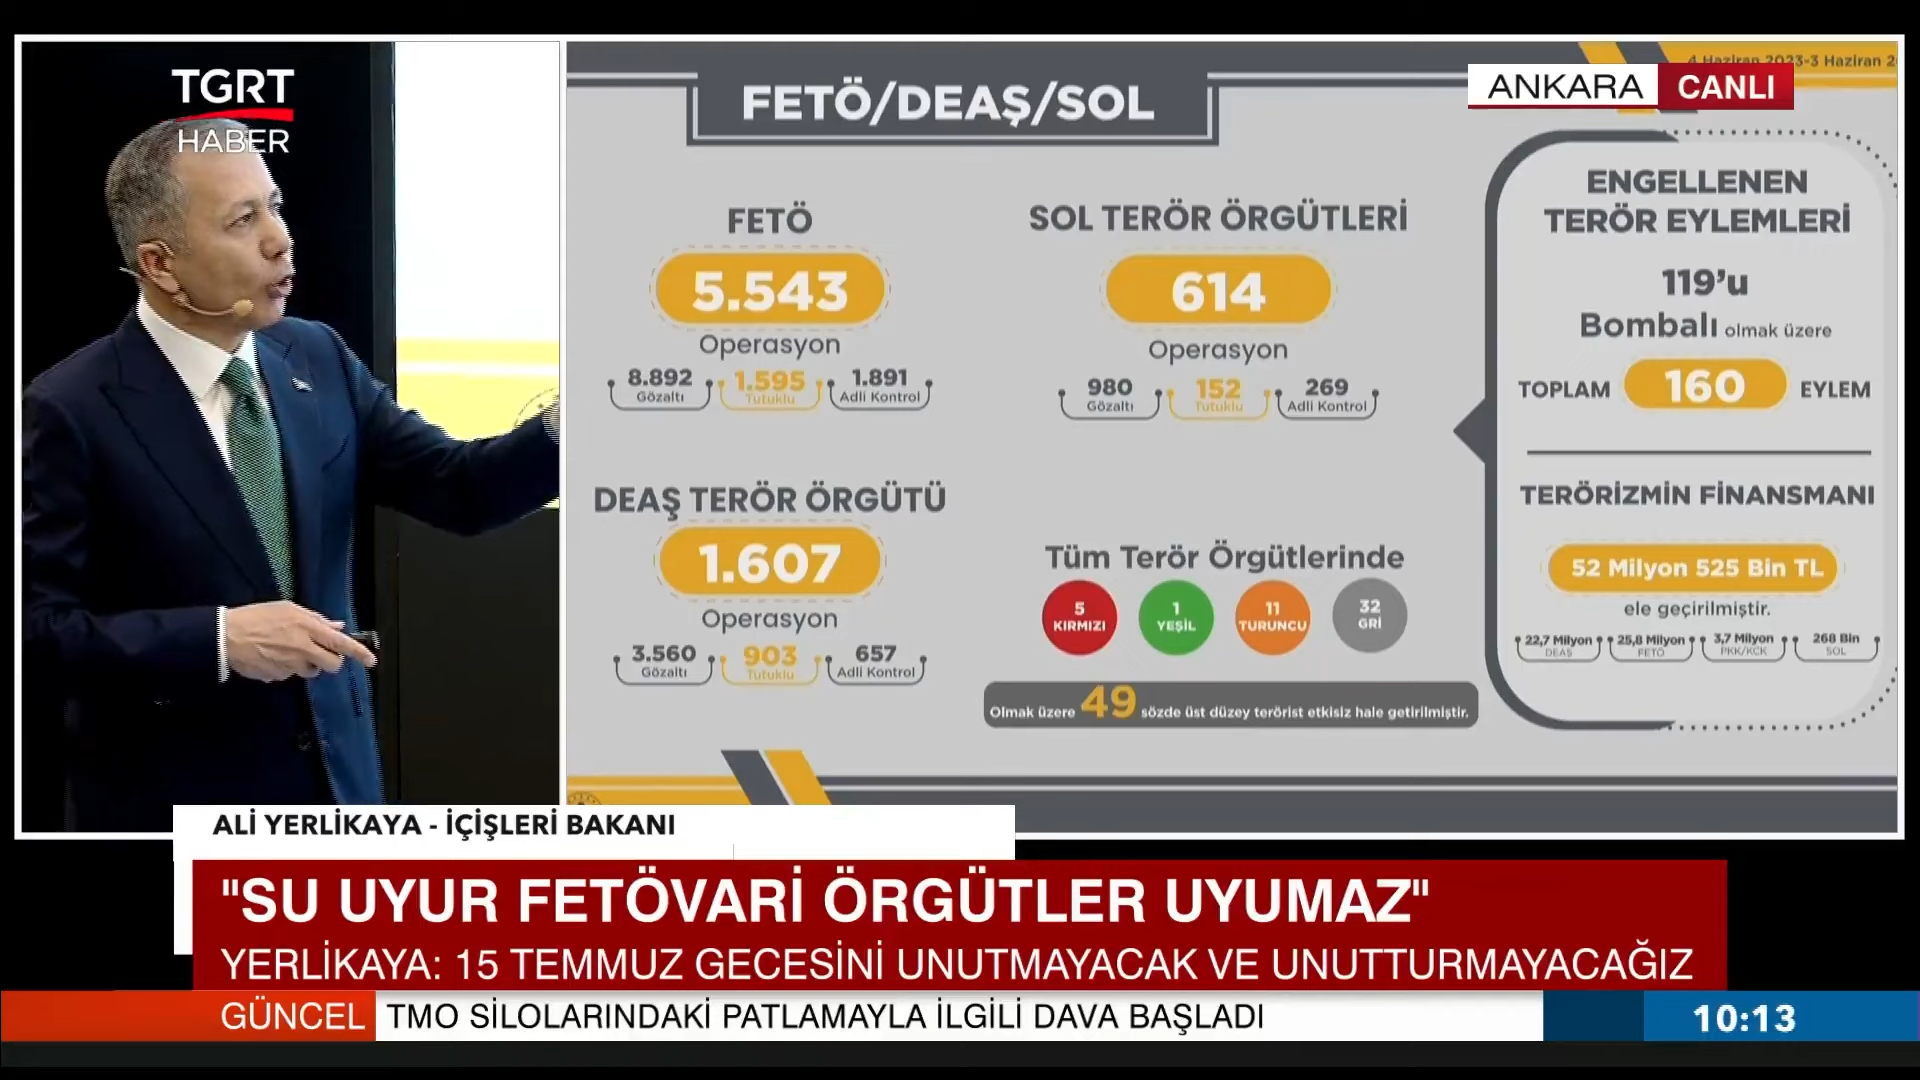 TGRT
HABER
4 Haziran 2023-3 Haziran 2
ANKARA CANLI
FETÖ/DEAŞ/SOL
FETÖ
5.543
Operasyon
8.892 1.595 1.891
Gözaltı Tutuklu Adli Kontrol
SOL TERÖR ÖRGÜTLERİ
614
Operasyon
980 152 269
Gözaltı Tutuklu Adli Kontrol
DEAŞ TERÖR ÖRGÜTÜ
1.607
Operasyon
3.560 903 657
Gözaltı Tutuklu Adli Kontrol
Tüm Terör Örgütlerinde
5 1 11 32
KIRMIZI YEŞİL TURUNCU GRİ
Olmak üzere 49 sözde üst düzey terörist etkisiz hale getirilmiştir.
ENGELLENEN
TERÖR EYLEMLERİ
119'u
Bombalı olmak üzere
TOPLAM 160 EYLEM
TERÖRİZMİN FİNANSMANI
52 Milyon 525 Bin TL
ele geçirilmiştir.
22,7 Milyon 25,8 Milyon 3,7 Milyon 268 Bin
DEAŞ FETÖ PKK/KCK SOL
ALİ YERLİKAYA - İÇİŞLERİ BAKANI
"SU UYUR FETÖVARİ ÖRGÜTLER UYUMAZ"
YERLİKAYA: 15 TEMMUZ GECESİNİ UNUTMAYACAK VE UNUTTURMAYACAĞIZ
GÜNCEL TMO SİLOLARINDAKİ PATLAMAYLA İLGİLİ DAVA BAŞLADI
10:13